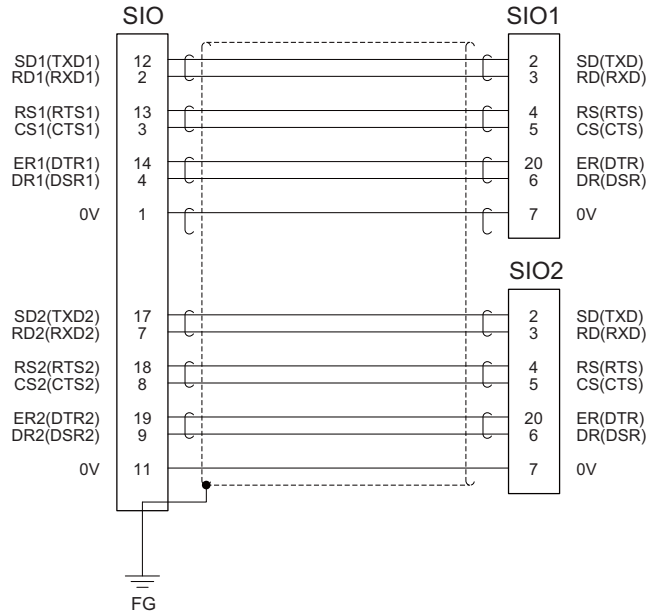 SIO SIO1
SD1(TXD1) 12 2 SD(TXD)
RD1(RXD1) 2 3 RD(RXD)
RS1(RTS1) 13 4 RS(RTS)
CS1(CTS1) 3 5 CS(CTS)
ER1(DTR1) 14 20 ER(DTR)
DR1(DSR1) 4 6 DR(DSR)
0V 1 7 0V
SIO2
SD2(TXD2) 17 2 SD(TXD)
RD2(RXD2) 7 3 RD(RXD)
RS2(RTS2) 18 4 RS(RTS)
CS2(CTS2) 8 5 CS(CTS)
ER2(DTR2) 19 20 ER(DTR)
DR2(DSR2) 9 6 DR(DSR)
0V 11 7 0V
FG